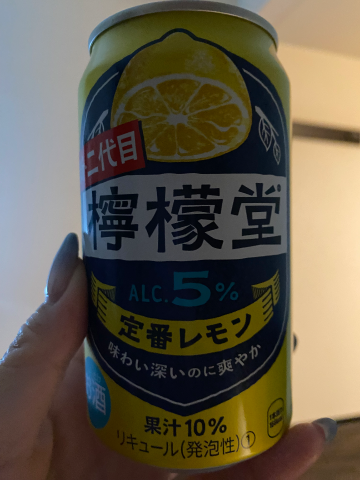 二代目
檸檬堂
ALC. 5%
定番レモン
味わい深いのに爽やか
酒
果汁10%
リキュール(発泡性)①